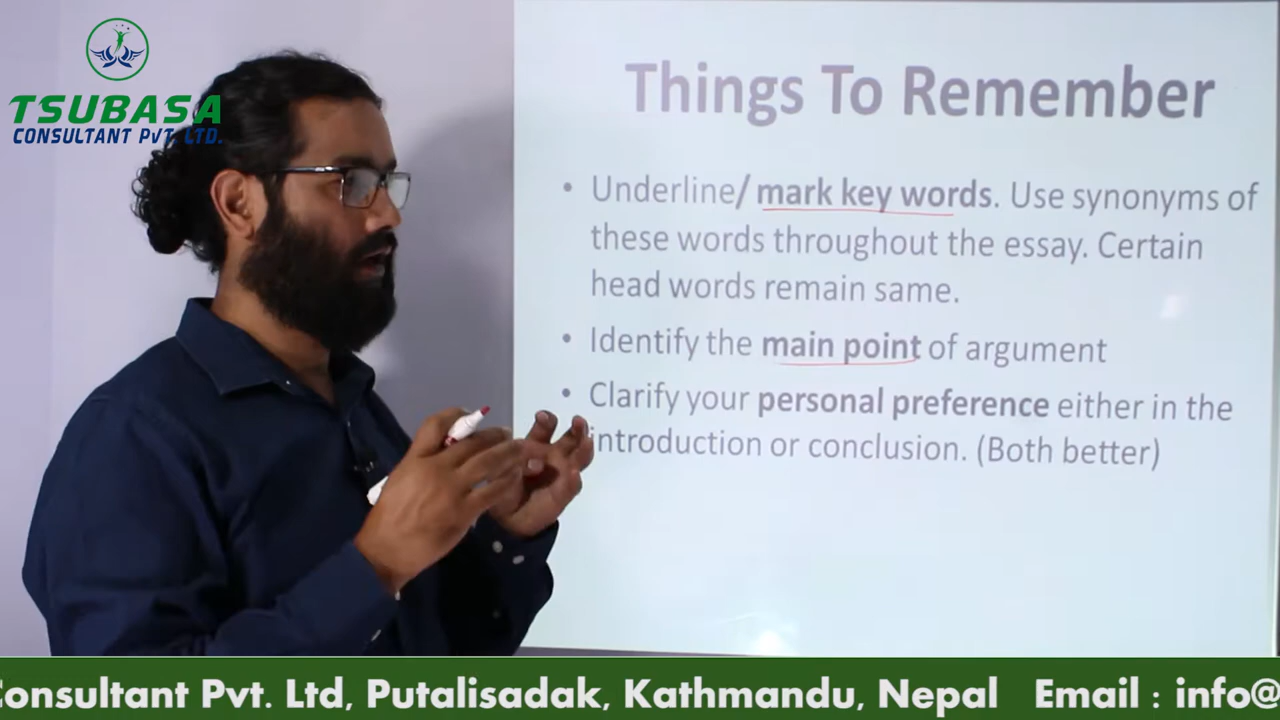 TSUBASA
CONSULTANT PVT. LTD.
Things To Remember
• Underline/ mark key words. Use synonyms of
these words throughout the essay. Certain
head words remain same.
• Identify the main point of argument
• Clarify your personal preference either in the
introduction or conclusion. (Both better)
Consultant Pvt. Ltd, Putalisadak, Kathmandu, Nepal Email : info@